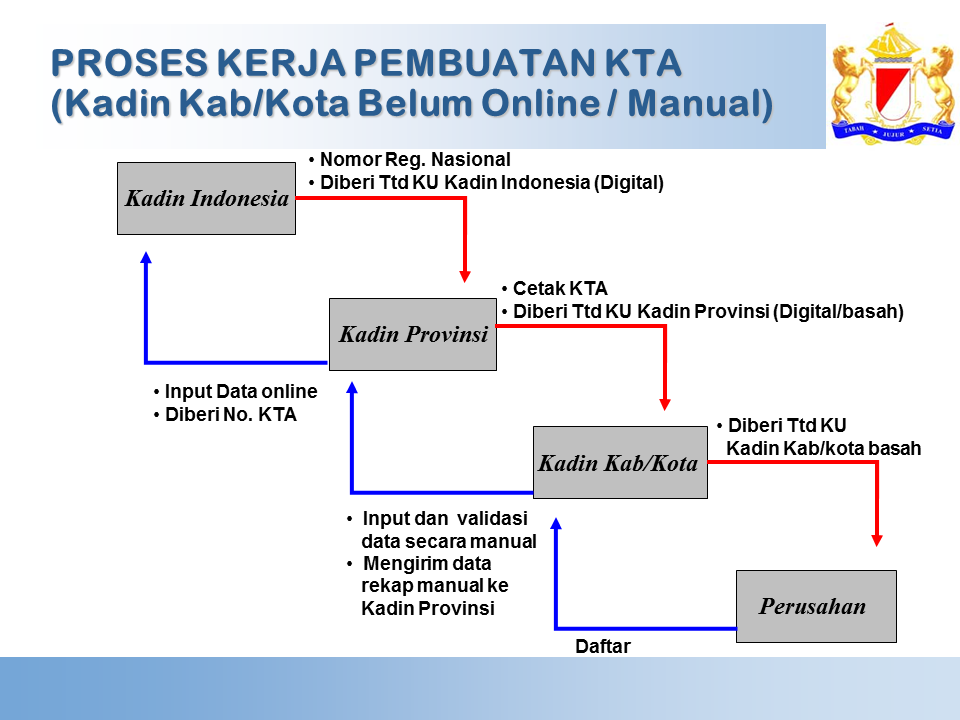 PROSES KERJA PEMBUATAN KTA
(Kadin Kab/Kota Belum Online / Manual)
TABAH JUJUR SETIA
• Nomor Reg. Nasional
• Diberi Ttd KU Kadin Indonesia (Digital)
Kadin Indonesia
• Cetak KTA
• Diberi Ttd KU Kadin Provinsi (Digital/basah)
Kadin Provinsi
• Input Data online
• Diberi No. KTA
• Diberi Ttd KU
Kadin Kab/kota basah
Kadin Kab/Kota
• Input dan validasi
data secara manual
• Mengirim data
rekap manual ke
Kadin Provinsi
Perusahan
Daftar